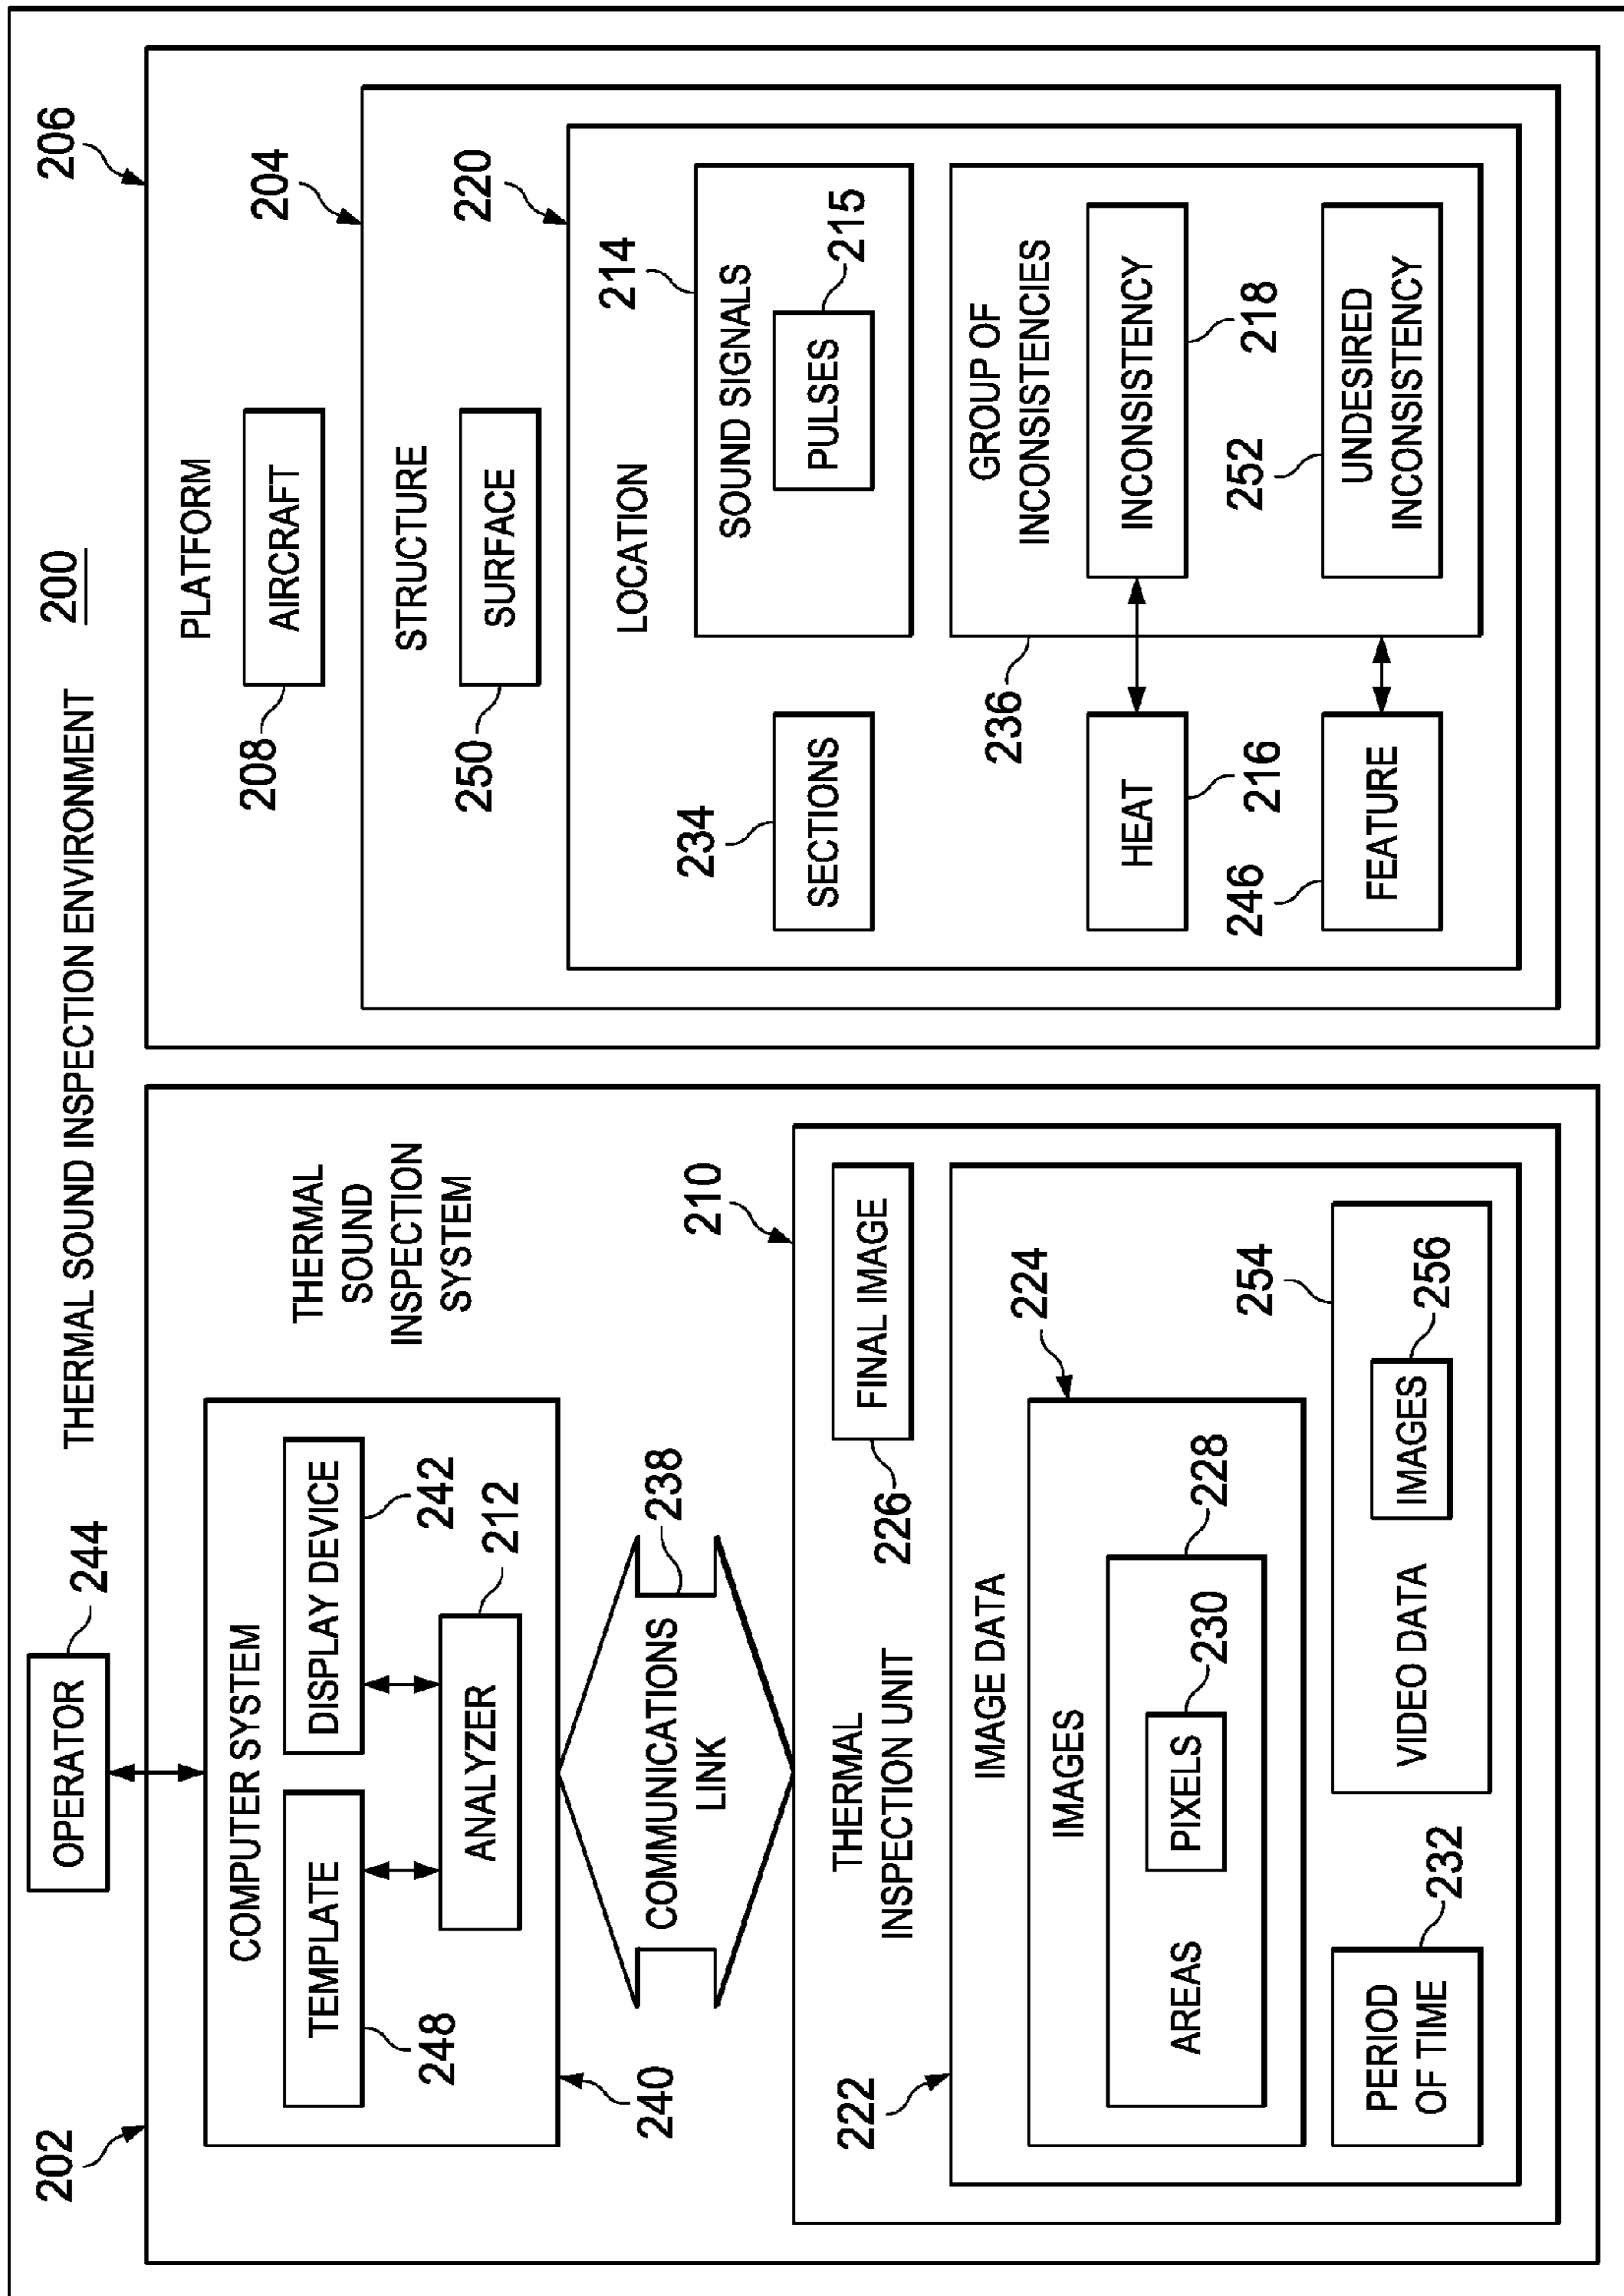 THERMAL SOUND INSPECTION ENVIRONMENT 200
OPERATOR
244
202
COMPUTER SYSTEM
TEMPLATE
248
DISPLAY DEVICE
242
ANALYZER
212
240
THERMAL
SOUND
INSPECTION
SYSTEM
COMMUNICATIONS
LINK
238
210
THERMAL
INSPECTION UNIT
FINAL IMAGE
226
222
IMAGE DATA
224
IMAGES
AREAS
228
PIXELS
230
PERIOD
OF TIME
232
VIDEO DATA
254
IMAGES
256
206
PLATFORM
AIRCRAFT
208
204
STRUCTURE
SURFACE
250
220
LOCATION
214
SOUND SIGNALS
PULSES
215
SECTIONS
234
236
GROUP OF
INCONSISTENCIES
INCONSISTENCY
218
HEAT
216
FEATURE
246
UNDESIRED
INCONSISTENCY
252